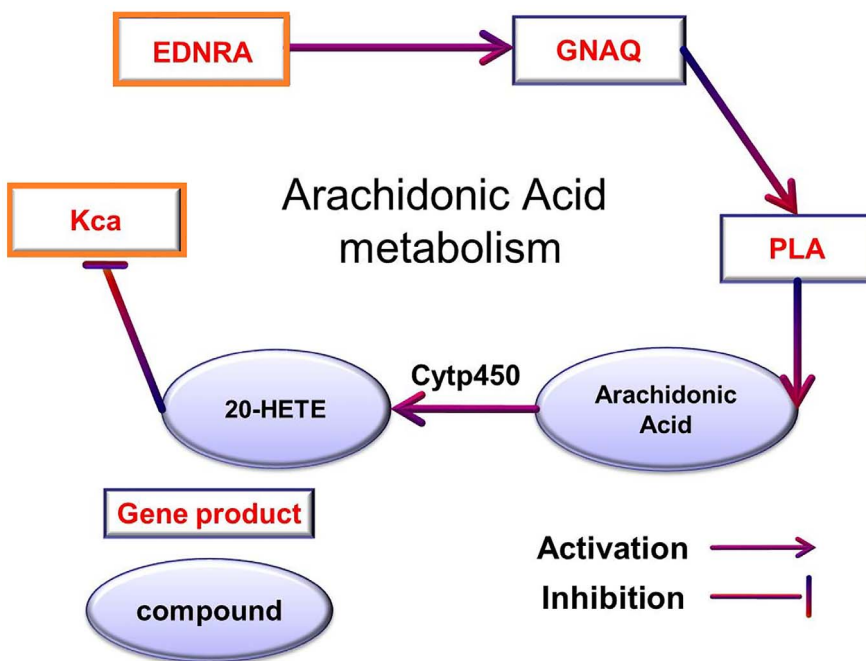 EDNRA
GNAQ
Arachidonic Acid
metabolism
Kca
PLA
Cytp450
20-HETE
Arachidonic
Acid
Gene product
compound
Activation
Inhibition